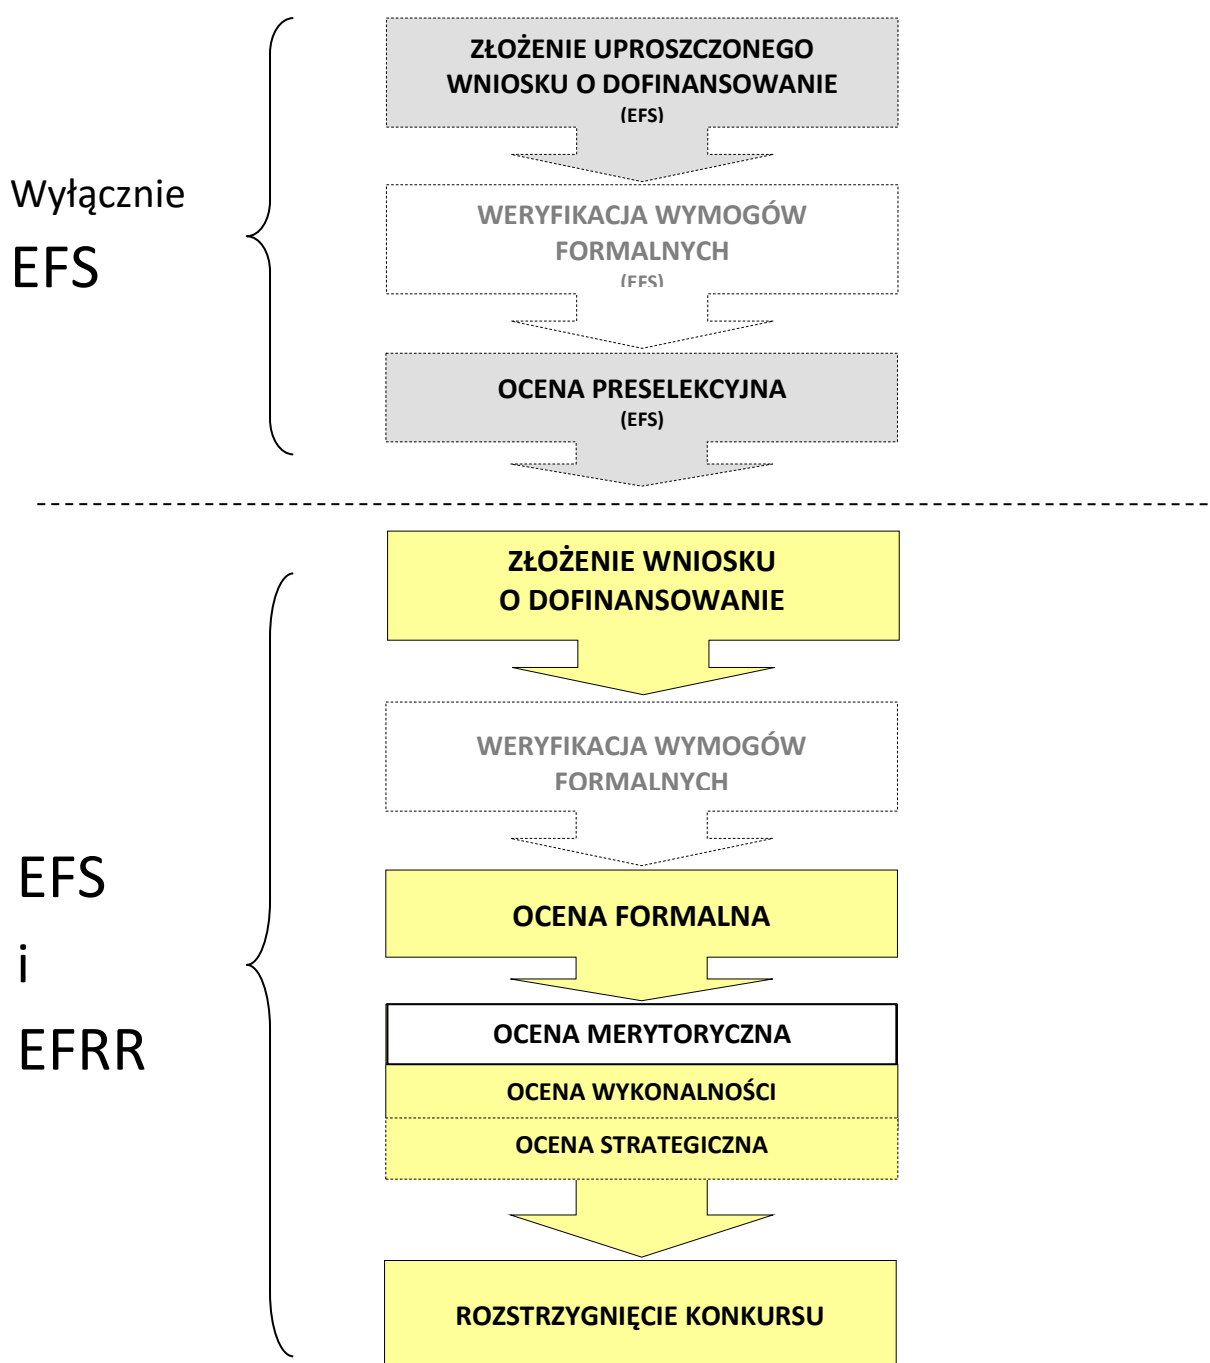 ZŁOŻENIE UPROSZCZONEGO
WNIOSKU O DOFINANSOWANIE
(EFS)
Wyłącznie
EFS
WERYFIKACJA WYMOGÓW
FORMALNYCH
(EFS)
OCENA PRESELEKCYJNA
(EFS)
ZŁOŻENIE WNIOSKU
O DOFINANSOWANIE
WERYFIKACJA WYMOGÓW
FORMALNYCH
EFS
i
EFRR
OCENA FORMALNA
OCENA MERYTORYCZNA
OCENA WYKONALNOŚCI
OCENA STRATEGICZNA
ROZSTRZYGNIĘCIE KONKURSU